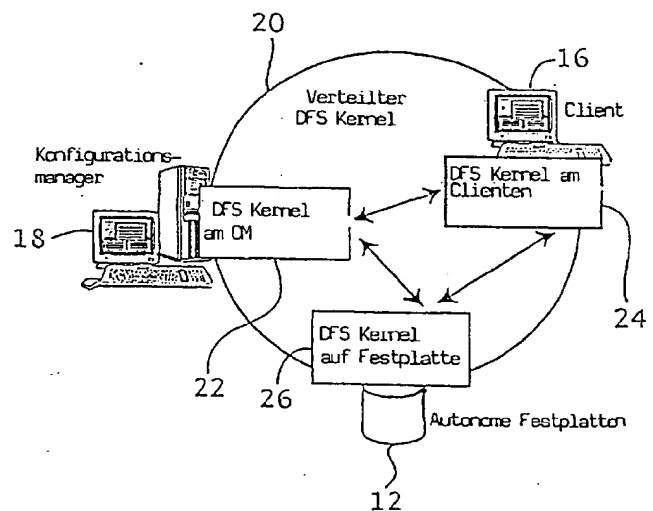 20
16
Verteilter
DFS Kernel
Client
Konfigurations-
manager
DFS Kernel am
Clienten
DFS Kernel
am CM
18
24
DFS Kernel
auf Festplatte
22
26
Autonome Festplatten
12